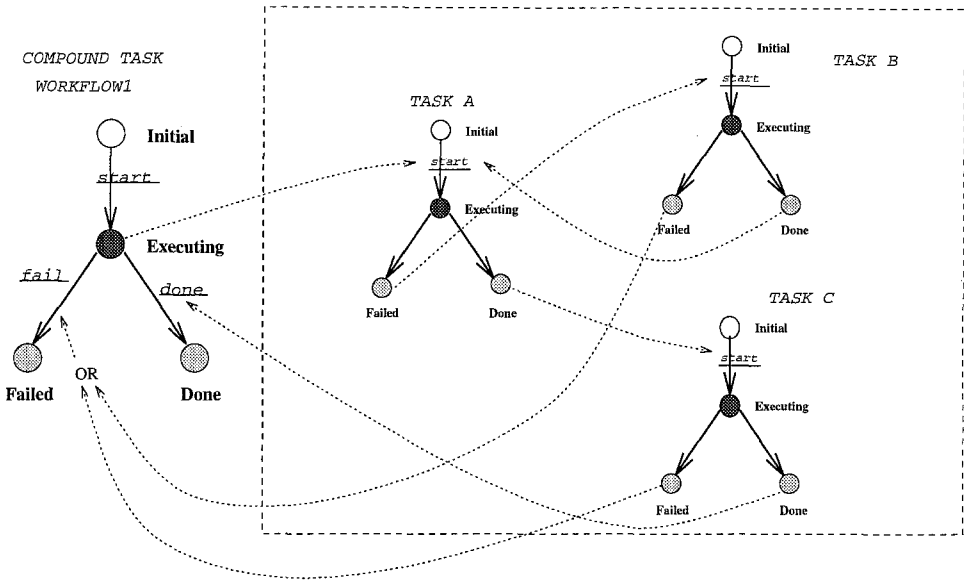 COMPOUND TASK
WORKFLOW1
Initial
start
Executing
fail
done
OR
Failed
Done
TASK A
Initial
start
Executing
Failed
Done
TASK B
Initial
start
Executing
Failed
Done
TASK C
Initial
start
Executing
Failed
Done